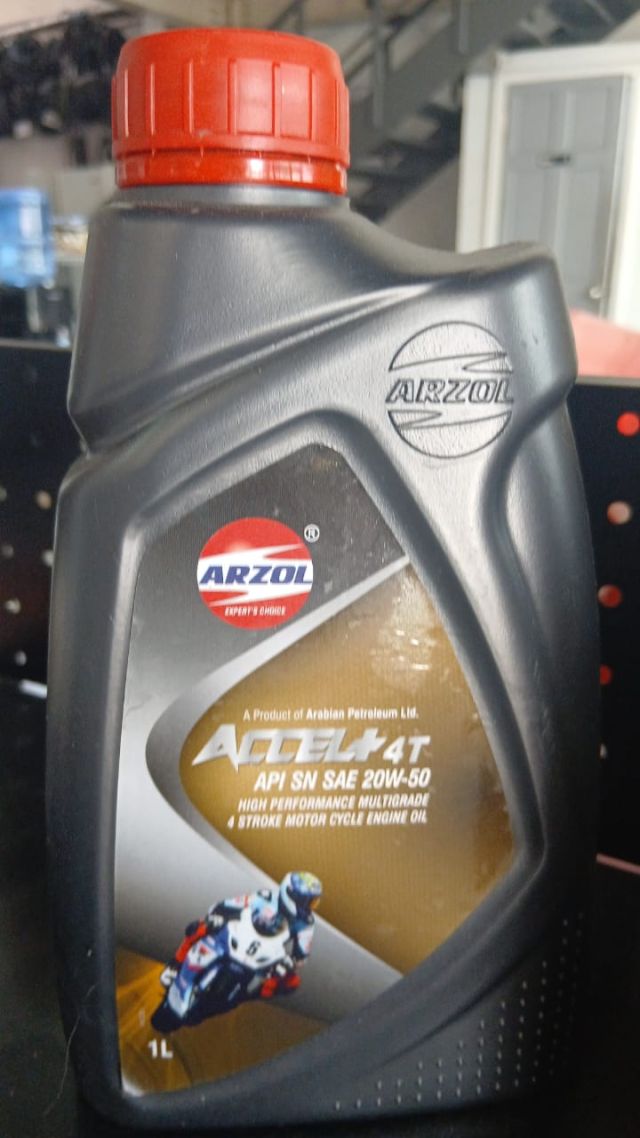 ARZOL
®
ARZOL
EXPERT'S CHOICE
A Product of Arabian Petroleum Ltd.
ACCEL+ 4T
API SN SAE 20W-50
HIGH PERFORMANCE MULTIGRADE
4 STROKE MOTOR CYCLE ENGINE OIL
6
1L